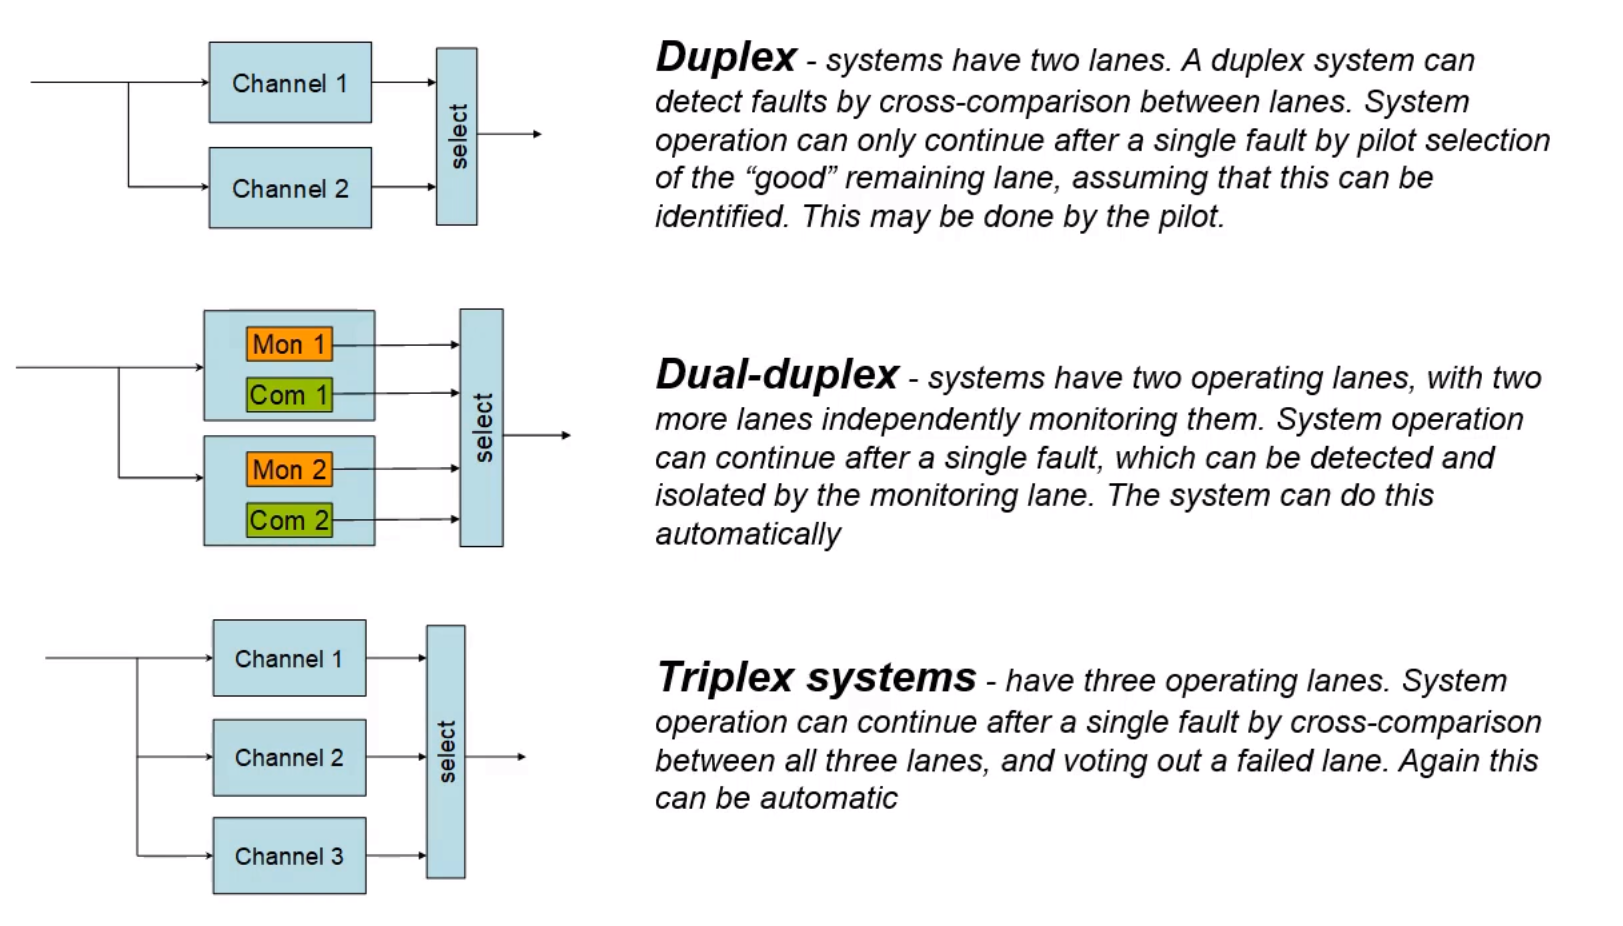 Channel 1
Channel 2
select
Duplex - systems have two lanes. A duplex system can
detect faults by cross-comparison between lanes. System
operation can only continue after a single fault by pilot selection
of the “good” remaining lane, assuming that this can be
identified. This may be done by the pilot.
Mon 1
Com 1
Mon 2
Com 2
select
Dual-duplex - systems have two operating lanes, with two
more lanes independently monitoring them. System operation
can continue after a single fault, which can be detected and
isolated by the monitoring lane. The system can do this
automatically
Channel 1
Channel 2
Channel 3
select
Triplex systems - have three operating lanes. System
operation can continue after a single fault by cross-comparison
between all three lanes, and voting out a failed lane. Again this
can be automatic